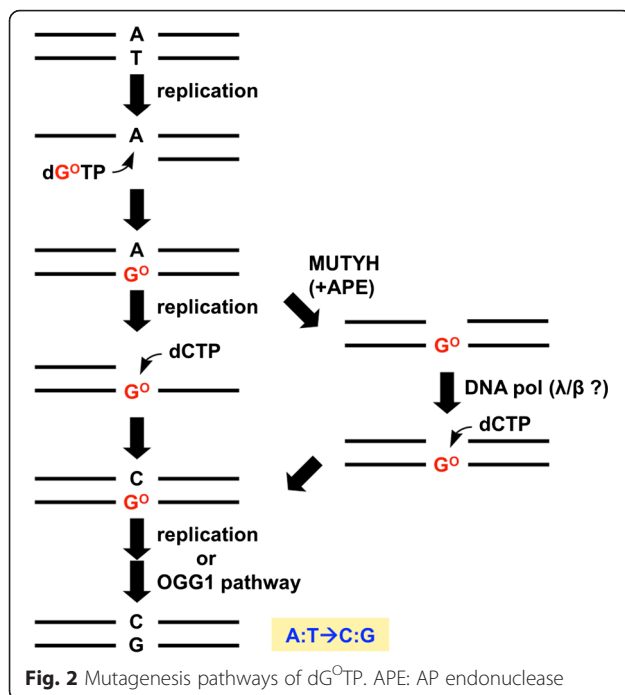 A
T
replication
A
dGᴼTP
A
Gᴼ
MUTYH
(+APE)
replication
Gᴼ
dCTP
DNA pol (λ/β ?)
Gᴼ
dCTP
Gᴼ
C
Gᴼ
replication
or
OGG1 pathway
C
G
A:T→C:G
Fig. 2 Mutagenesis pathways of dGᴼTP. APE: AP endonuclease